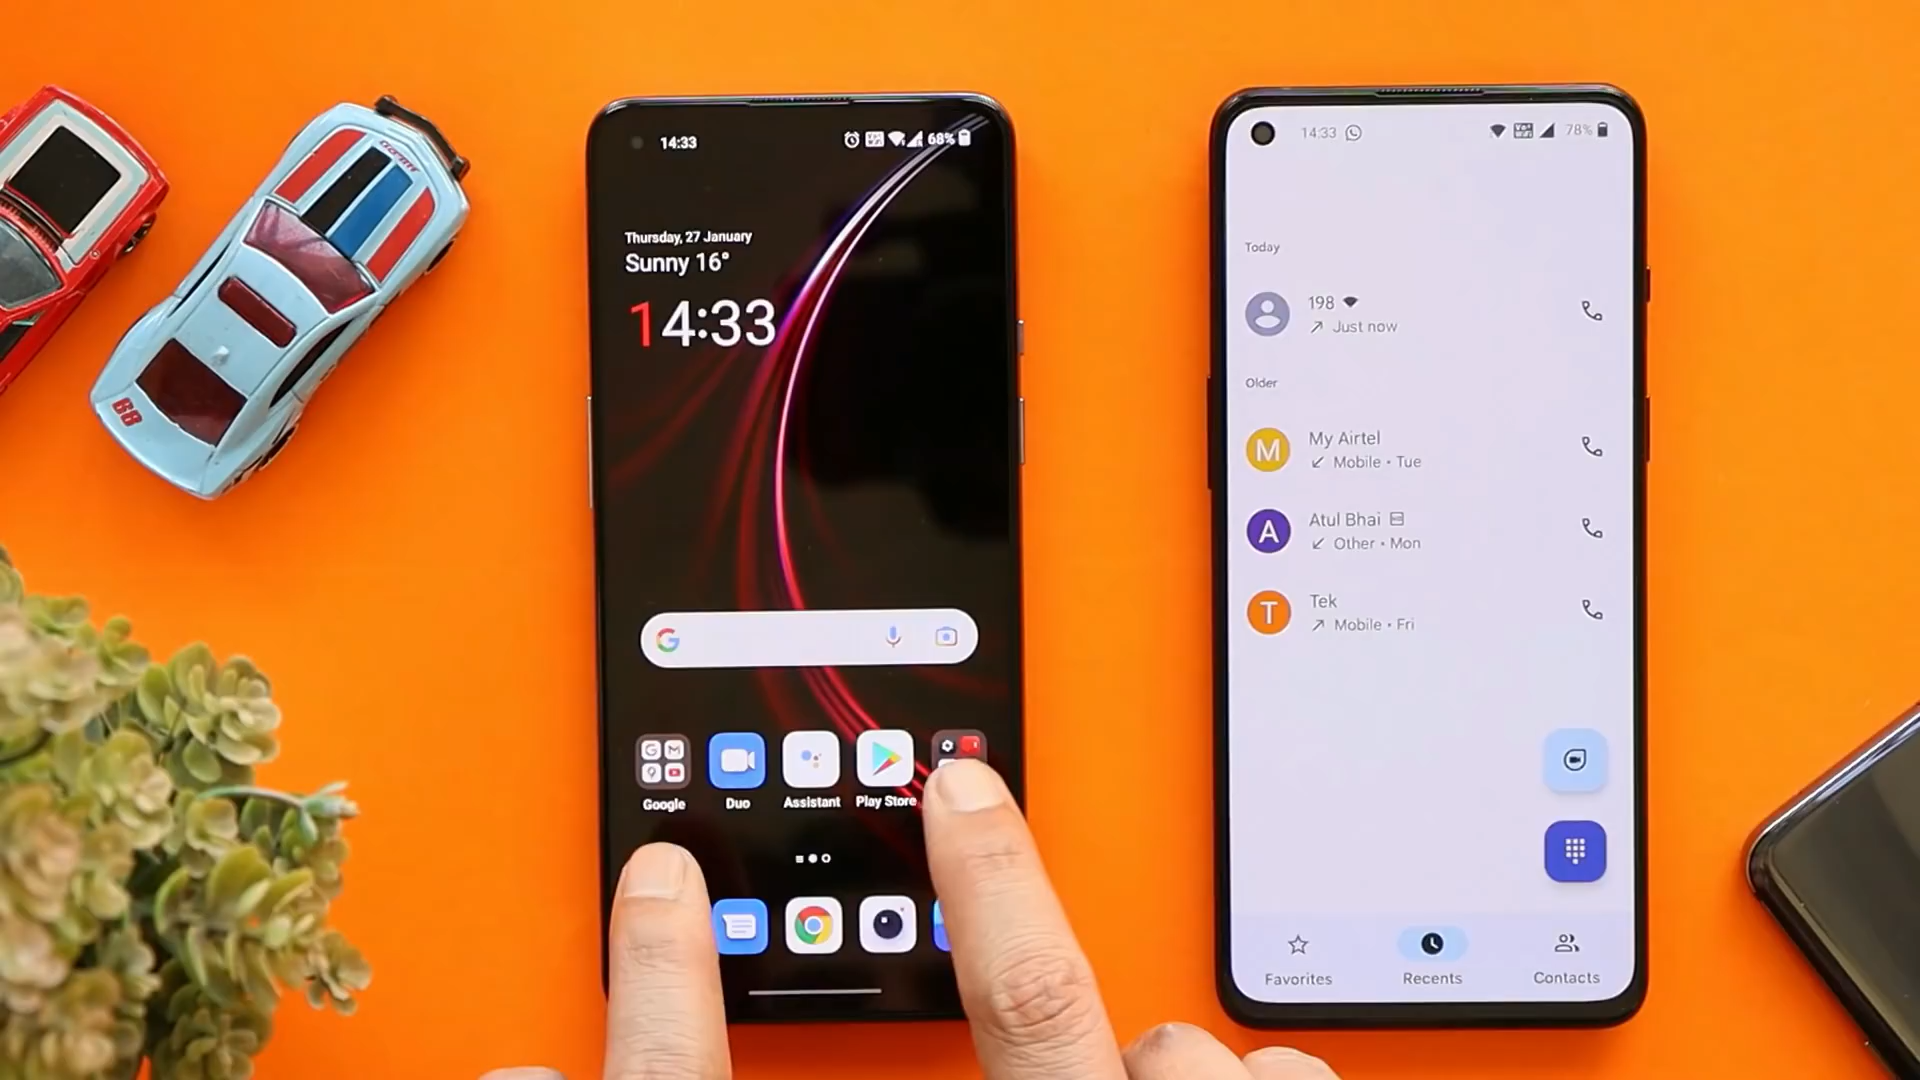 68
14:33
68%
Thursday, 27 January
Sunny 16°
14:33
Google
Duo
Assistant
Play Store
14:33
78%
Today
198
Just now
Older
My Airtel
Mobile • Tue
Atul Bhai
Other • Mon
Tek
Mobile • Fri
Favorites
Recents
Contacts
M
A
T